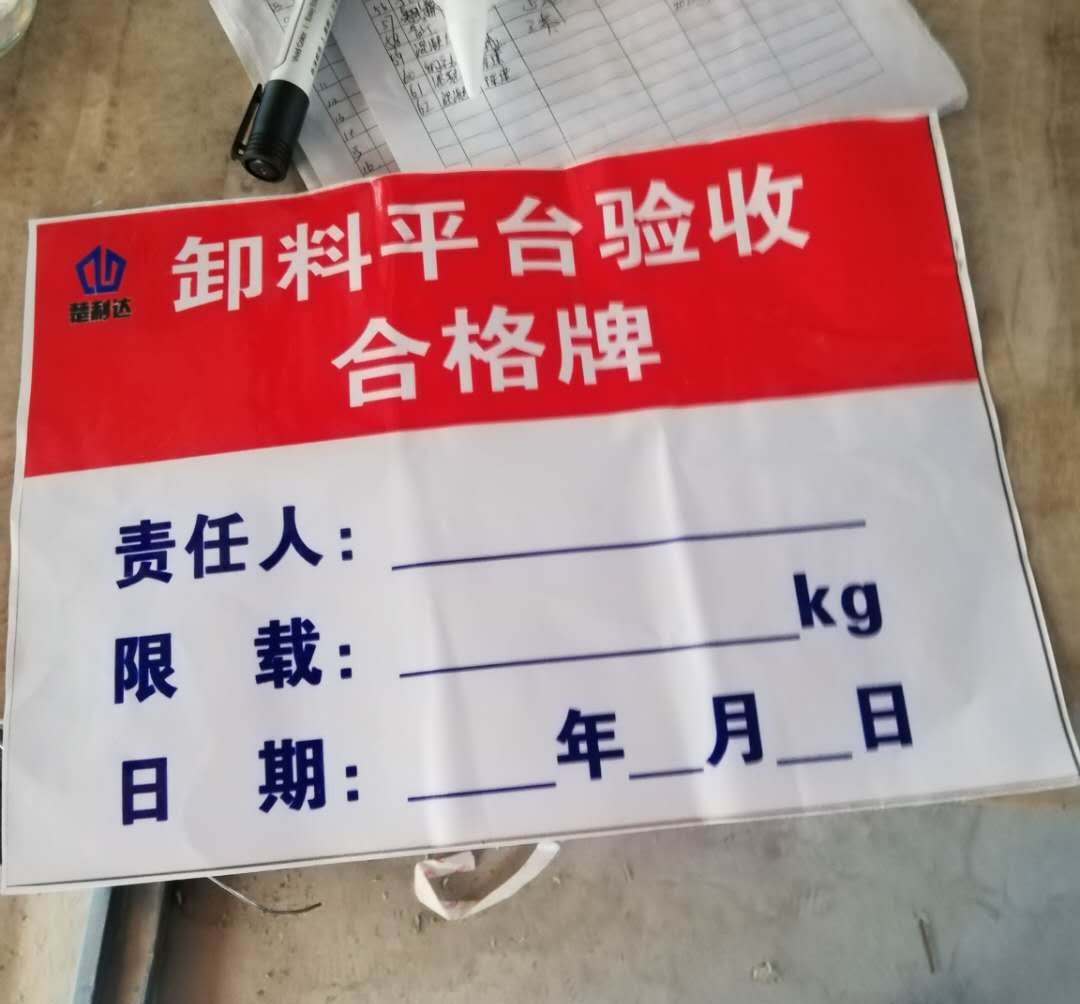 卸料平台验收
合格牌
楚利达
责任人：
限 载： kg
日 期： 年 月 日